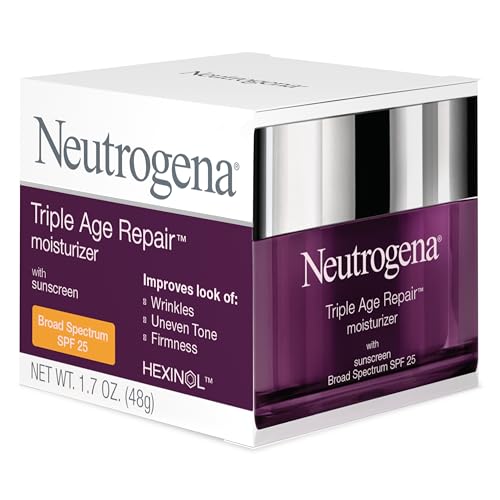 Neutrogena
Neutrogena®
Triple Age Repair™
moisturizer
with
sunscreen
Broad Spectrum
SPF 25
Improves look of:
Wrinkles
Uneven Tone
Firmness
HEXINOL™
NET WT. 1.7 OZ. (48g)
Neutrogena®
Triple Age Repair™
moisturizer
with
sunscreen
Broad Spectrum SPF 25